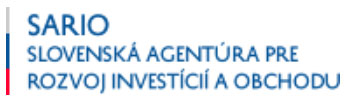 SARIO
SLOVENSKÁ AGENTÚRA PRE
ROZVOJ INVESTÍCIÍ A OBCHODU